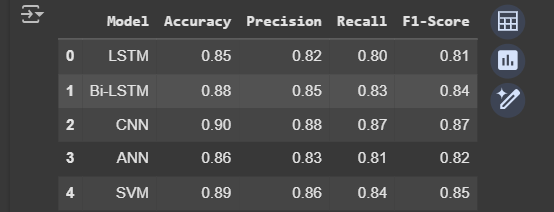 Model Accuracy Precision Recall F1-Score
0 LSTM 0.85 0.82 0.80 0.81
1 Bi-LSTM 0.88 0.85 0.83 0.84
2 CNN 0.90 0.88 0.87 0.87
3 ANN 0.86 0.83 0.81 0.82
4 SVM 0.89 0.86 0.84 0.85